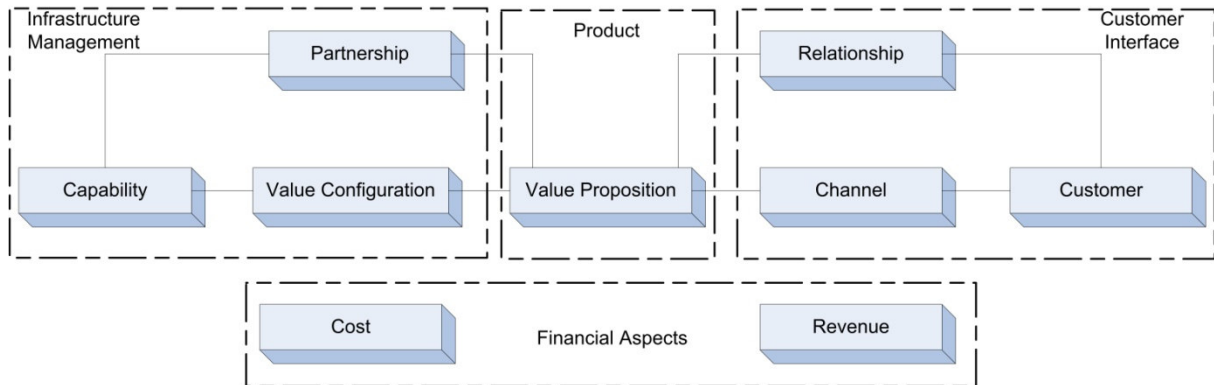 Infrastructure
Management
Partnership
Capability
Value Configuration
Product
Value Proposition
Customer
Interface
Relationship
Channel
Customer
Cost
Financial Aspects
Revenue